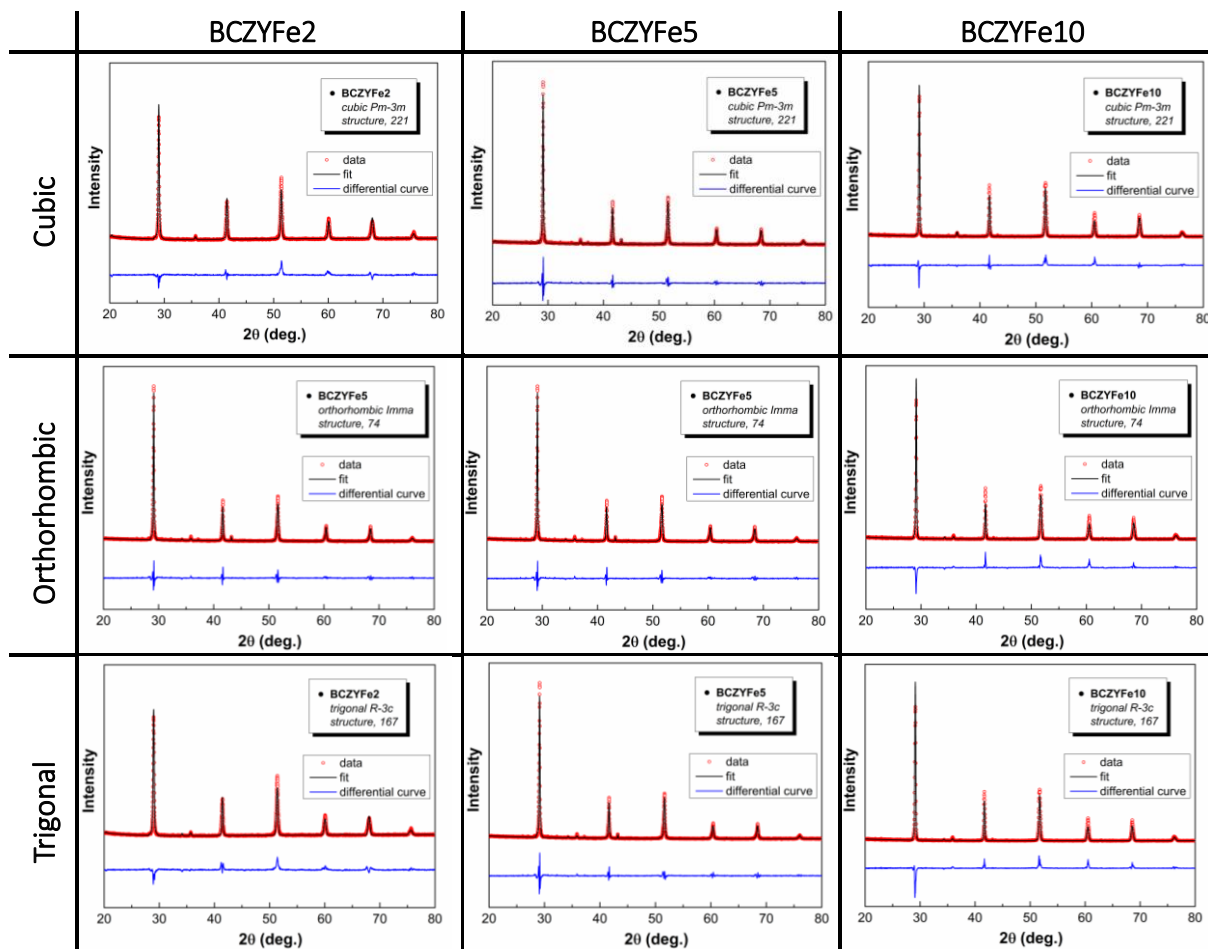 BCZYFe2
BCZYFe5
BCZYFe10
Cubic
Intensity
● BCZYFe2
cubic Pm-3m
structure, 221
data
fit
differential curve
20 30 40 50 60 70 80
2θ (deg.)
Intensity
● BCZYFe5
cubic Pm-3m
structure, 221
data
fit
differential curve
20 30 40 50 60 70 80
2θ (deg.)
Intensity
● BCZYFe10
cubic Pm-3m
structure, 221
data
fit
differential curve
20 30 40 50 60 70 80
2θ (deg.)
Orthorhombic
Intensity
● BCZYFe5
orthorhombic Imma
structure, 74
data
fit
differential curve
20 30 40 50 60 70 80
2θ (deg.)
Intensity
● BCZYFe5
orthorhombic Imma
structure, 74
data
fit
differential curve
20 30 40 50 60 70 80
2θ (deg.)
Intensity
● BCZYFe10
orthorhombic Imma
structure, 74
data
fit
differential curve
20 30 40 50 60 70 80
2θ (deg.)
Trigonal
Intensity
● BCZYFe2
trigonal R-3c
structure, 167
data
fit
differential curve
20 30 40 50 60 70 80
2θ (deg.)
Intensity
● BCZYFe5
trigonal R-3c
structure, 167
data
fit
differential curve
20 30 40 50 60 70 80
2θ (deg.)
Intensity
● BCZYFe10
trigonal R-3c
structure, 167
data
fit
differential curve
20 30 40 50 60 70 80
2θ (deg.)